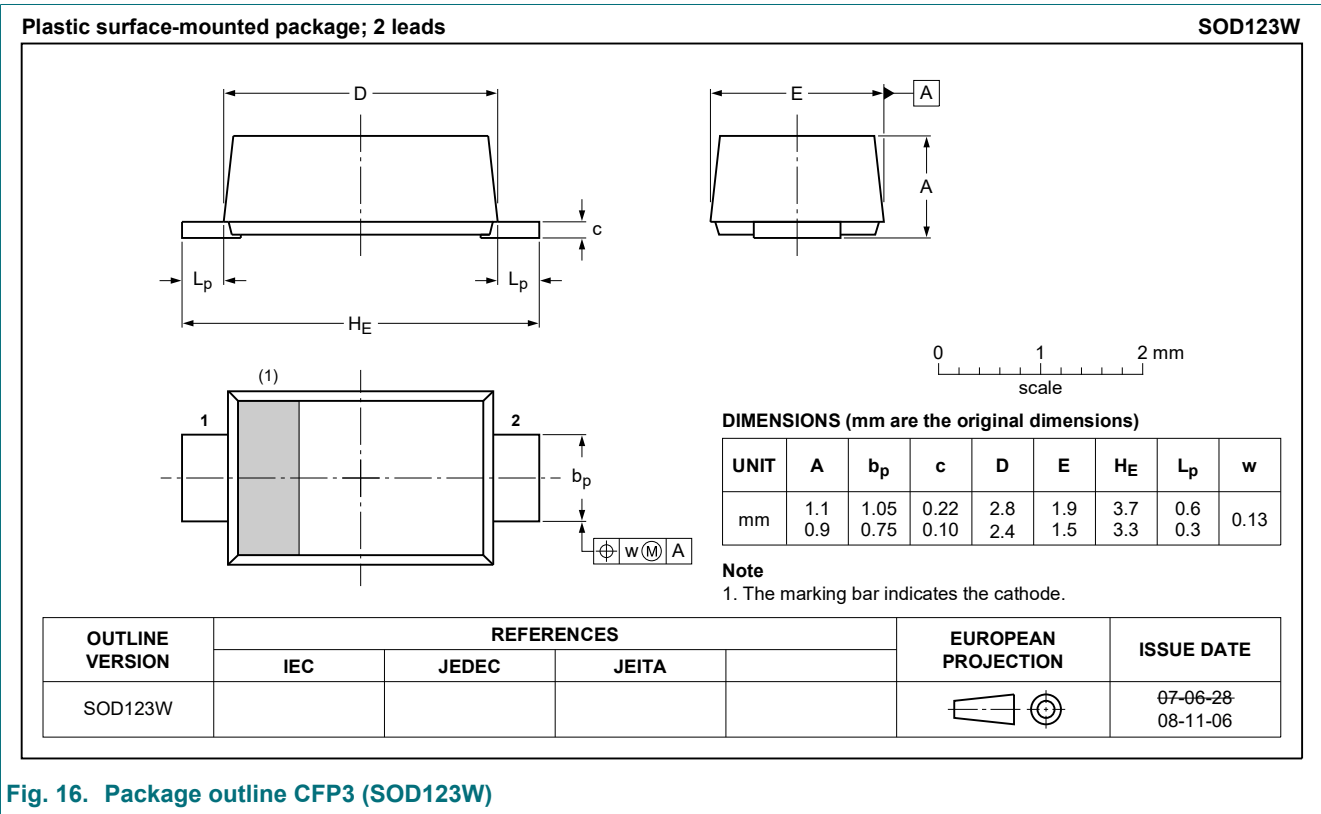 Plastic surface-mounted package; 2 leads SOD123W
D E A
A
c
Lp Lp
HE
0 1 2 mm
scale
(1)
1 2
bp
w M A
DIMENSIONS (mm are the original dimensions)
UNIT A bp c D E HE Lp w
mm 1.1 1.05 0.22 2.8 1.9 3.7 0.6 0.13
0.9 0.75 0.10 2.4 1.5 3.3 0.3
Note
1. The marking bar indicates the cathode.
OUTLINE VERSION REFERENCES EUROPEAN PROJECTION ISSUE DATE
IEC JEDEC JEITA
SOD123W 07-06-28
08-11-06
Fig. 16. Package outline CFP3 (SOD123W)